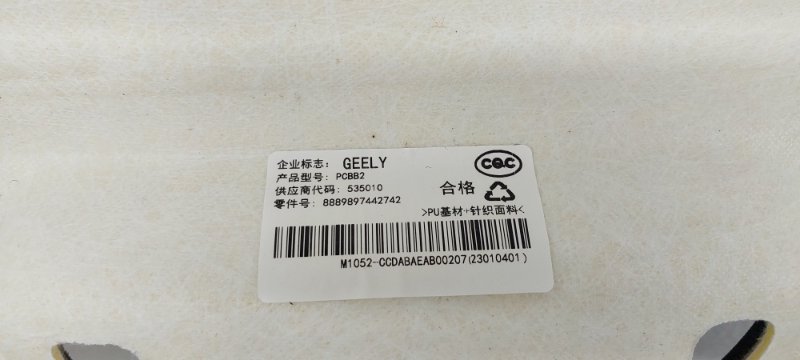 企业标志： GEELY
产品型号： PCBB2
供应商代码： 535010
零件号： 8889897442742
CQC
合格
>PU基材+针织面料<
M1052-CCDABAEAB00207(23010401)